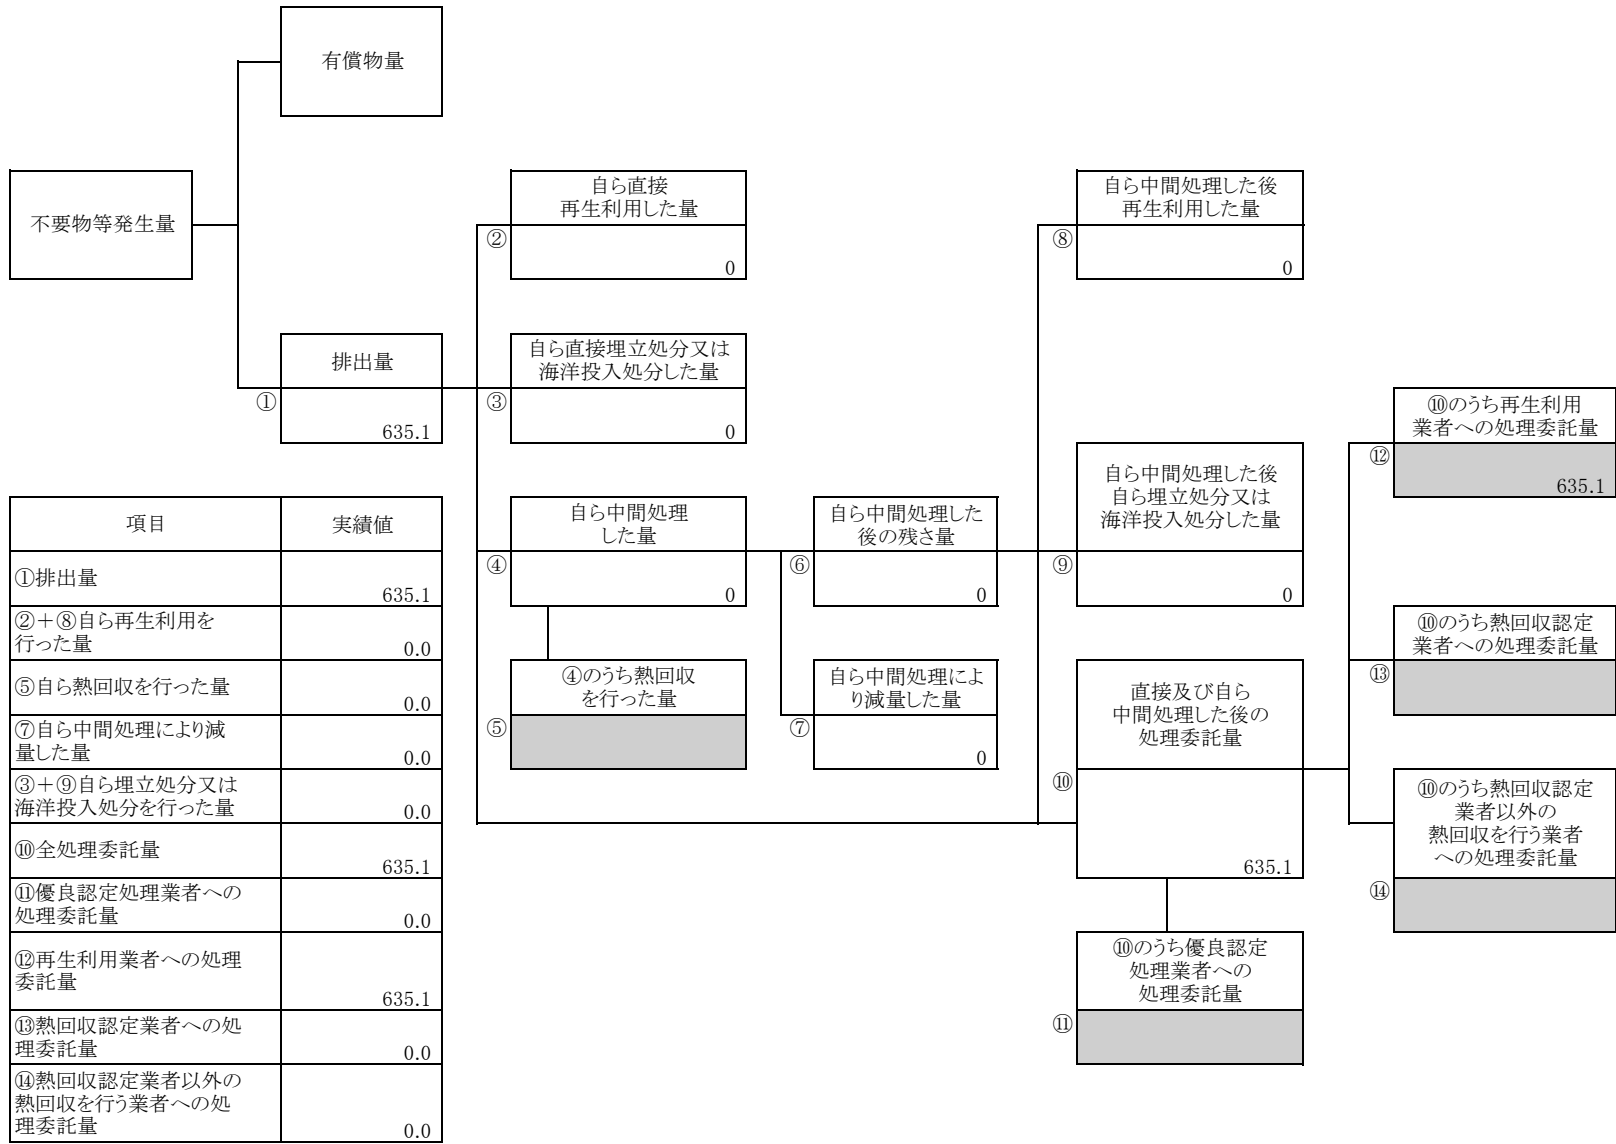 有償物量
不要物等発生量
自ら直接
再生利用した量
②
0
自ら中間処理した後
再生利用した量
⑧
0
排出量
①
635.1
自ら直接埋立処分又は
海洋投入処分した量
③
0
⑩のうち再生利用
業者への処理委託量
⑫
635.1
自ら中間処理
した量
④
0
自ら中間処理した
後の残さ量
⑥
0
自ら中間処理した後
自ら埋立処分又は
海洋投入処分した量
⑨
0
⑩のうち熱回収認定
業者への処理委託量
⑬
④のうち熱回収
を行った量
⑤
自ら中間処理によ
り減量した量
⑦
0
直接及び自ら
中間処理した後の
処理委託量
⑩
635.1
⑩のうち熱回収認定
業者以外の
熱回収を行う業者
への処理委託量
⑭
⑩のうち優良認定
処理業者への
処理委託量
⑪
項目
実績値
①排出量
635.1
②＋⑧自ら再生利用を
行った量
0.0
⑤自ら熱回収を行った量
0.0
⑦自ら中間処理により減
量した量
0.0
③＋⑨自ら埋立処分又は
海洋投入処分を行った量
0.0
⑩全処理委託量
635.1
⑪優良認定処理業者への
処理委託量
0.0
⑫再生利用業者への処理
委託量
635.1
⑬熱回収認定業者への処
理委託量
0.0
⑭熱回収認定業者以外の
熱回収を行う業者への処
理委託量
0.0